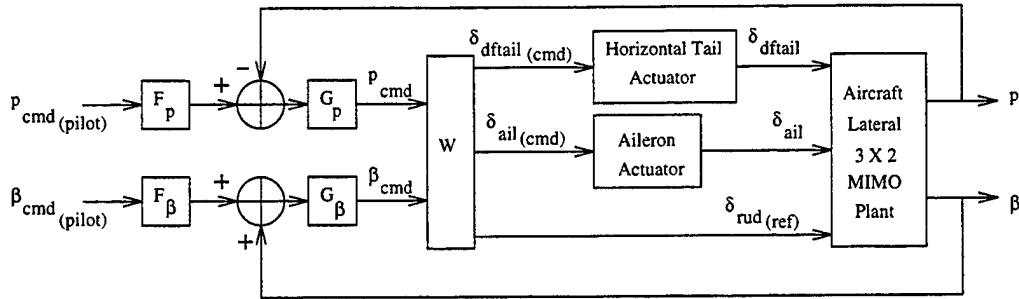 p cmd (pilot)
+
−
F p
G p
p cmd
W
δ dftail (cmd)
Horizontal Tail
Actuator
δ dftail
δ ail (cmd)
Aileron
Actuator
δ ail
Aircraft
Lateral
3 X 2
MIMO
Plant
p
β cmd (pilot)
F β
+
+
G β
β cmd
δ rud (ref)
β